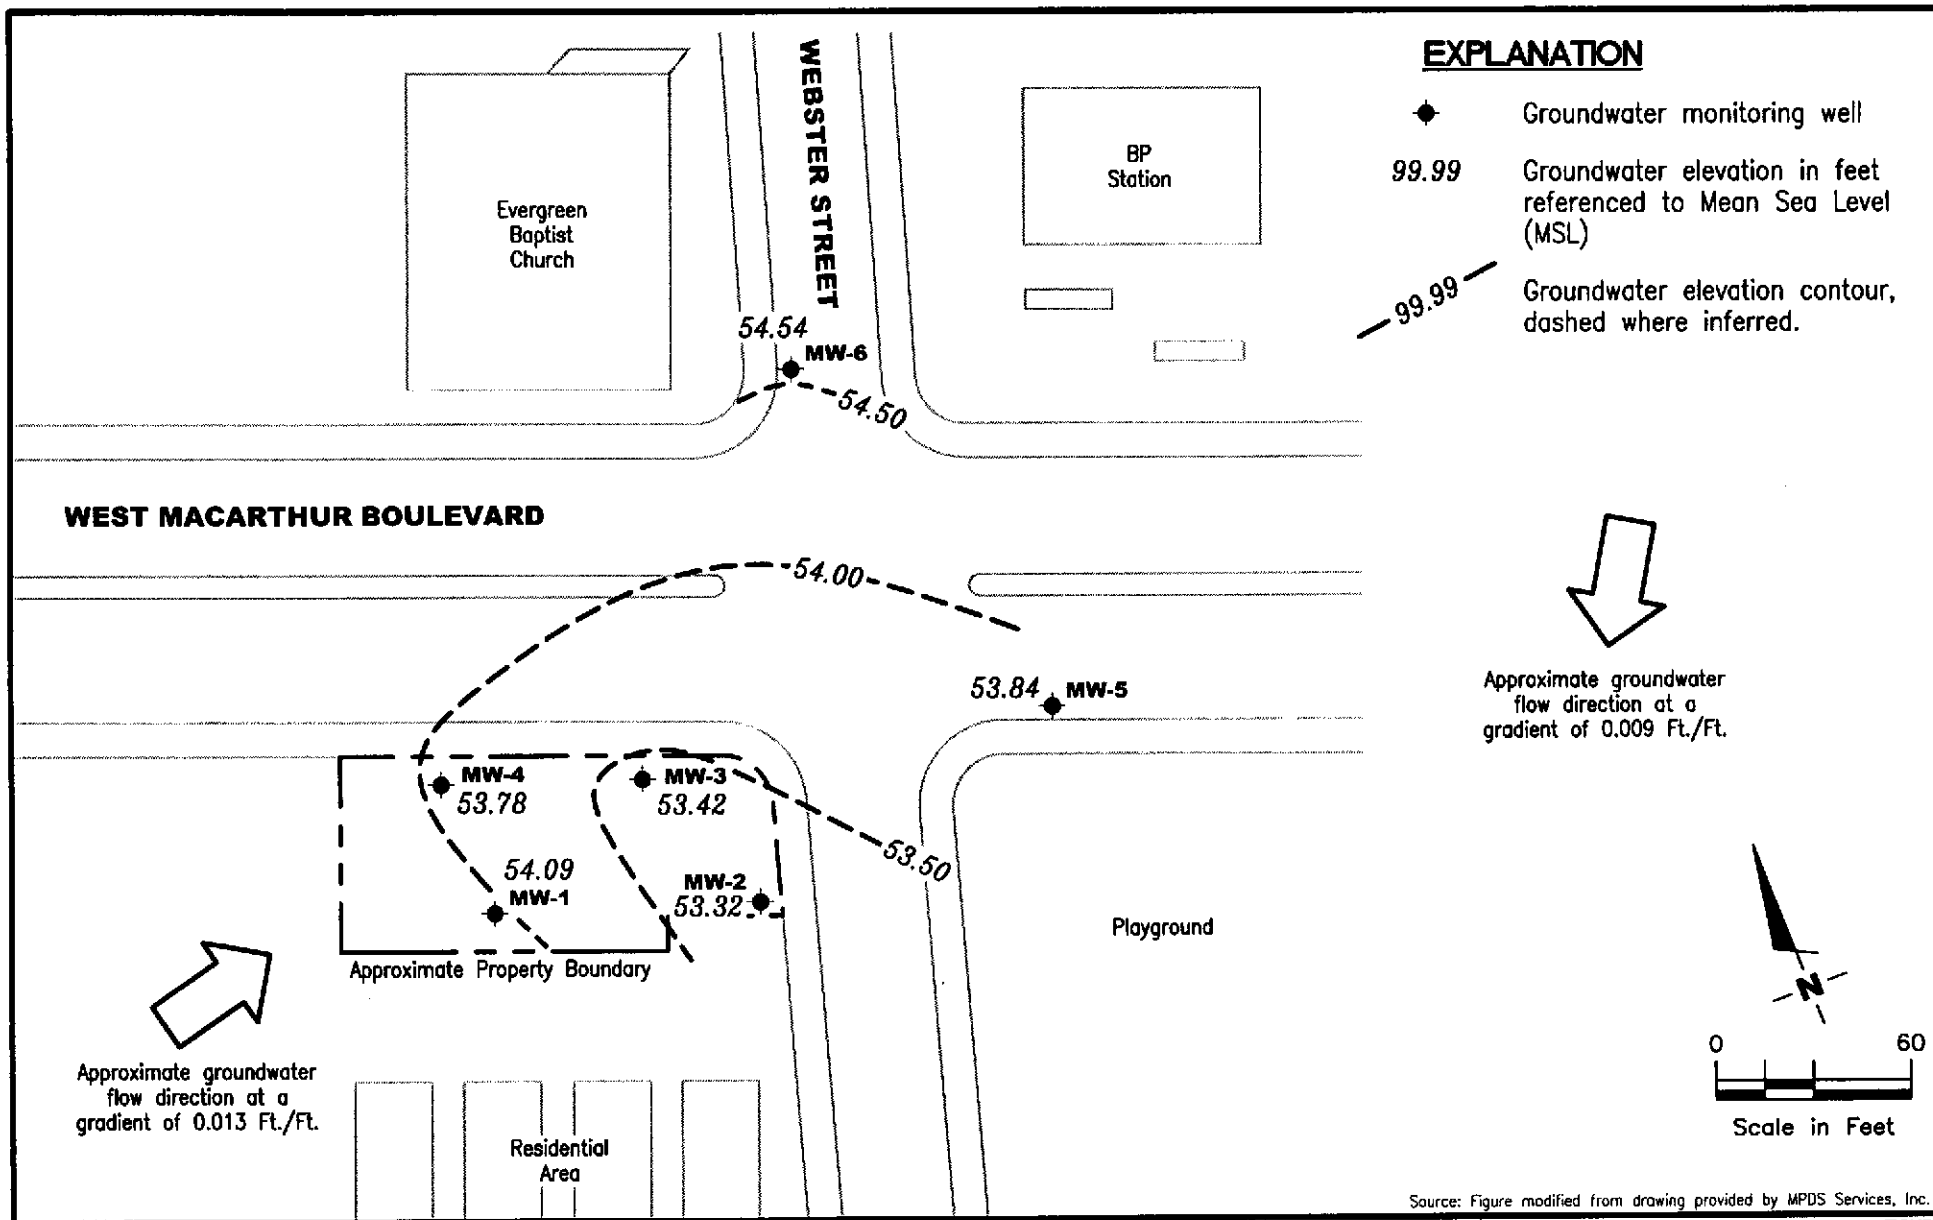 EXPLANATION
Groundwater monitoring well
99.99
Groundwater elevation in feet
referenced to Mean Sea Level
(MSL)
99.99
Groundwater elevation contour,
dashed where inferred.
WEBSTER STREET
Evergreen
Baptist
Church
BP
Station
54.54
MW-6
54.50
WEST MACARTHUR BOULEVARD
54.00
53.84 MW-5
Approximate groundwater
flow direction at a
gradient of 0.009 Ft./Ft.
MW-4
53.78
MW-3
53.42
53.50
54.09
MW-1
MW-2
53.32
Playground
Approximate Property Boundary
Approximate groundwater
flow direction at a
gradient of 0.013 Ft./Ft.
Residential
Area
N
0 60
Scale in Feet
Source: Figure modified from drawing provided by MPDS Services, Inc.